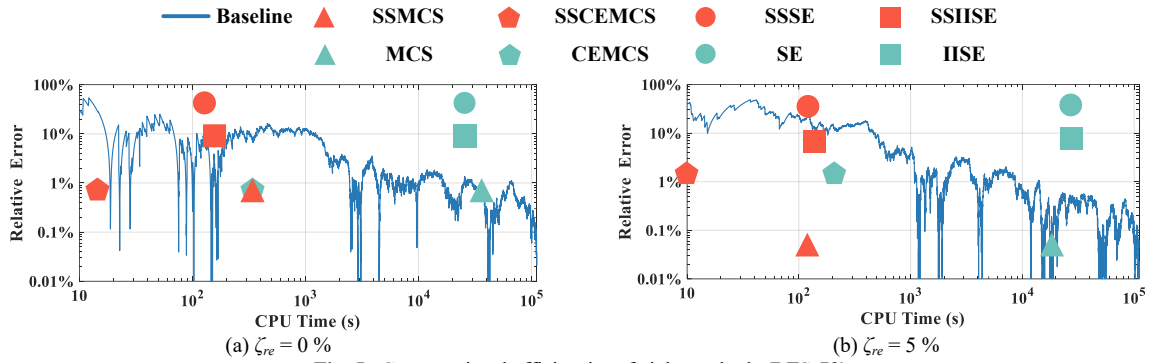 Baseline SSMCS SSCEMCS SSSE SSIISE
MCS CEMCS SE IISE
Relative Error
100%
10%
1%
0.1%
0.01%
10 10² 10³ 10⁴ 10⁵
CPU Time (s)
(a) ζre = 0 %
Relative Error
100%
10%
1%
0.1%
0.01%
10 10² 10³ 10⁴ 10⁵
CPU Time (s)
(b) ζre = 5 %